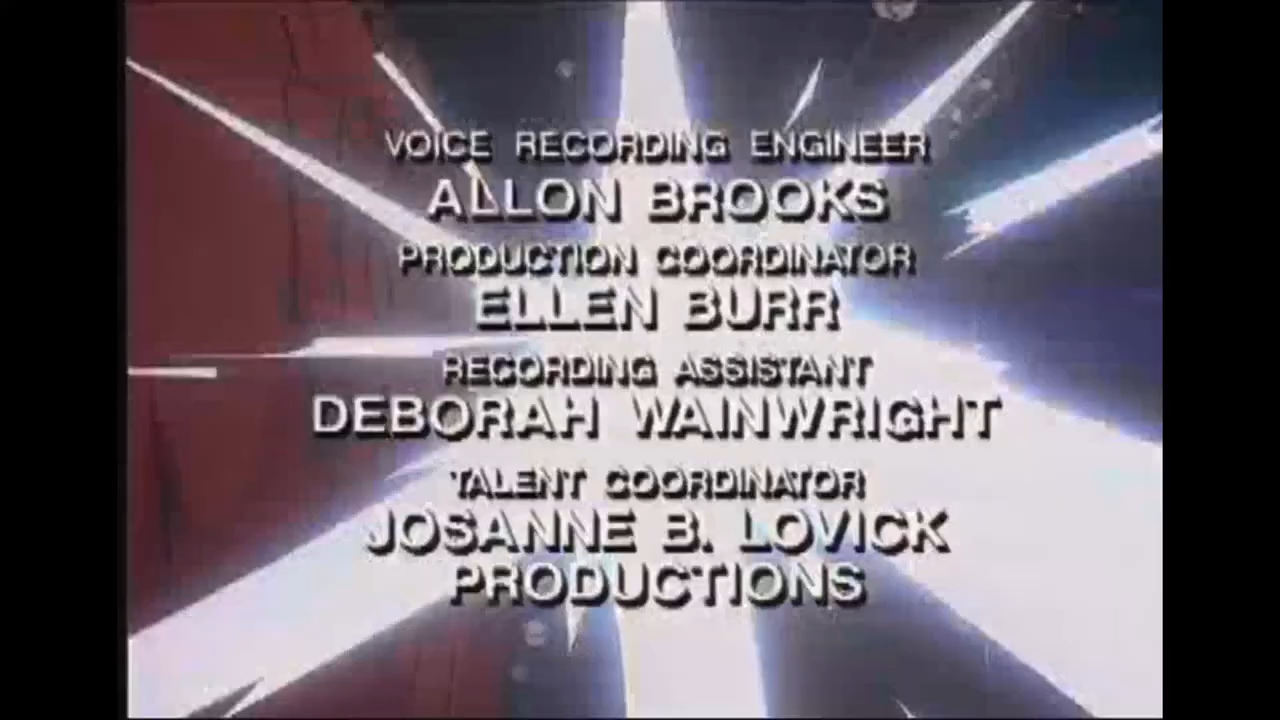 VOICE RECORDING ENGINEER
ALLON BROOKS
PRODUCTION COORDINATOR
ELLEN BURR
RECORDING ASSISTANT
DEBORAH WAINWRIGHT
TALENT COORDINATOR
JOSANNE B. LOVICK
PRODUCTIONS